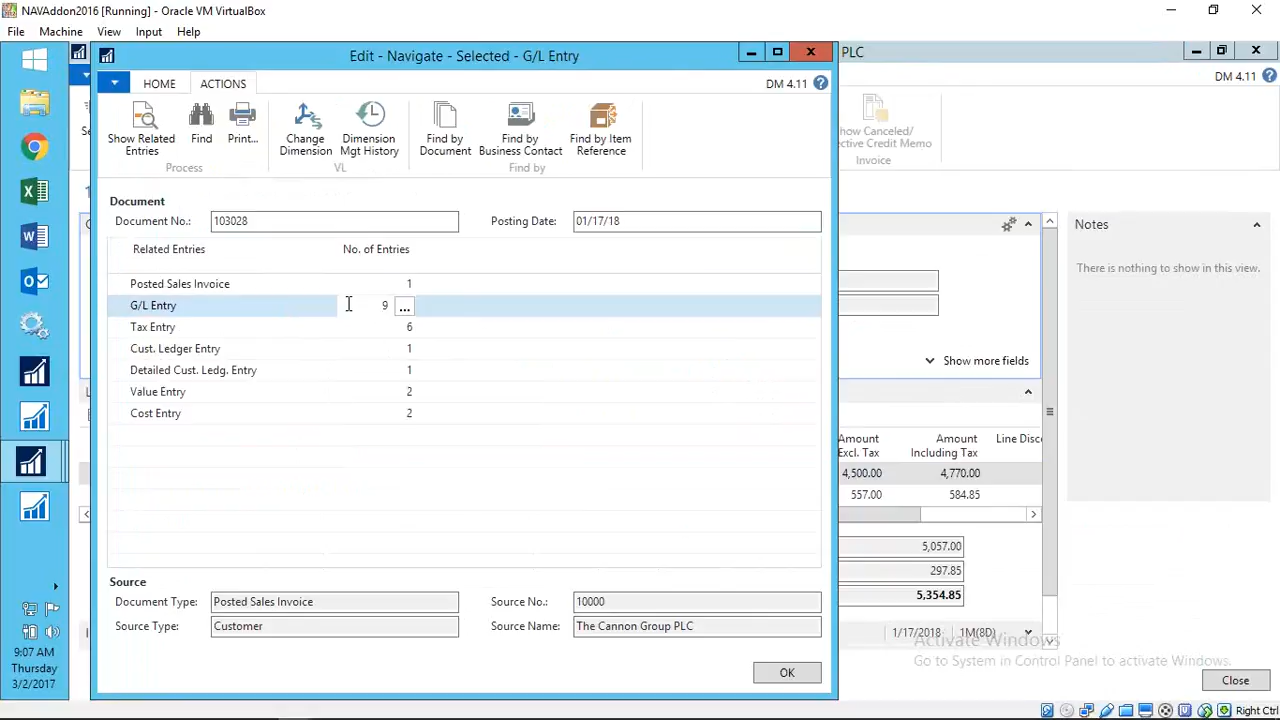 NAVAddon2016 [Running] - Oracle VM VirtualBox
File Machine View Input Help
Edit - Navigate - Selected - G/L Entry
PLC
HOME ACTIONS
DM 4.11
DM 4.11
Show Related Entries
Find
Print...
Change Dimension
Dimension Mgt History
Find by Document
Find by Business Contact
Find by Item Reference
Process
VL
Find by
how Canceled/
ective Credit Memo
Invoice
Document
Document No.: 103028
Posting Date: 01/17/18
Related Entries No. of Entries
Posted Sales Invoice 1
G/L Entry 9 ...
Tax Entry 6
Cust. Ledger Entry 1
Detailed Cust. Ledg. Entry 1
Value Entry 2
Cost Entry 2
Source
Document Type: Posted Sales Invoice
Source No.: 10000
Source Type: Customer
Source Name: The Cannon Group PLC
OK
Notes
There is nothing to show in this view.
Show more fields
Amount Excl. Tax
Amount Including Tax
Line Disc
4,500.00 4,770.00
557.00 584.85
5,057.00
297.85
5,354.85
1/17/2018 1M(8D)
Activate Windows
Go to System in Control Panel to activate Windows.
Close
9:07 AM
Thursday
3/2/2017
Right Ctrl